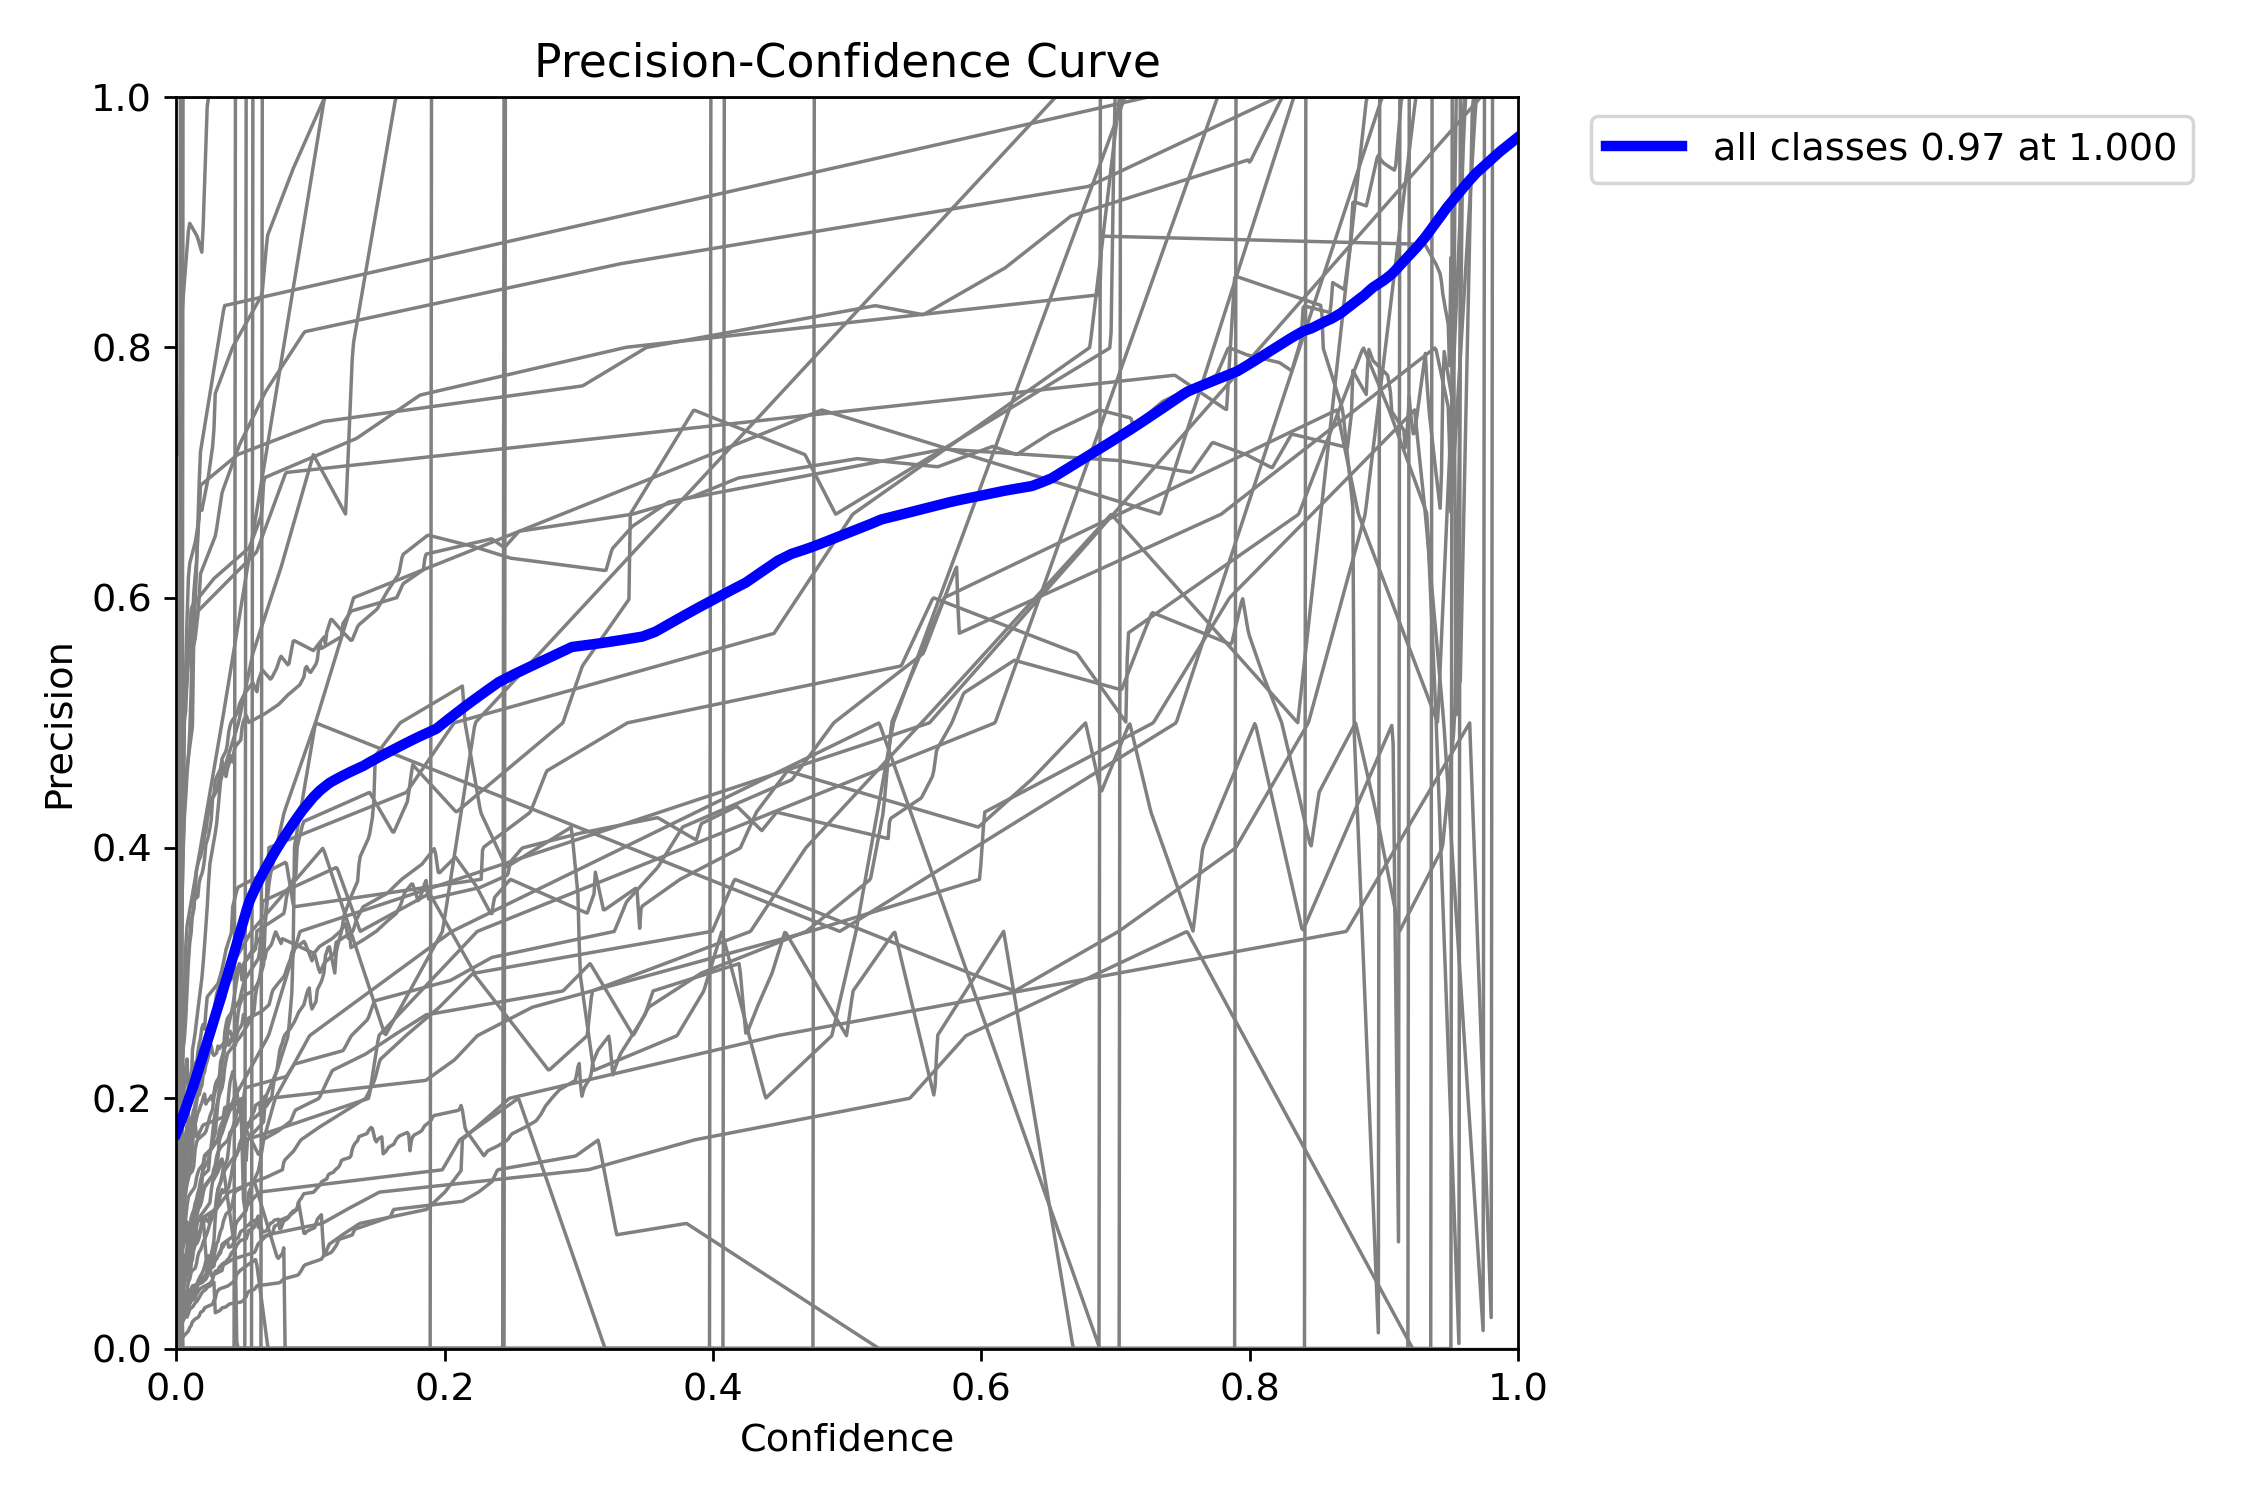 Precision-Confidence Curve
all classes 0.97 at 1.000
1.0
0.8
0.6
0.4
0.2
0.0
Precision
0.0 0.2 0.4 0.6 0.8 1.0
Confidence